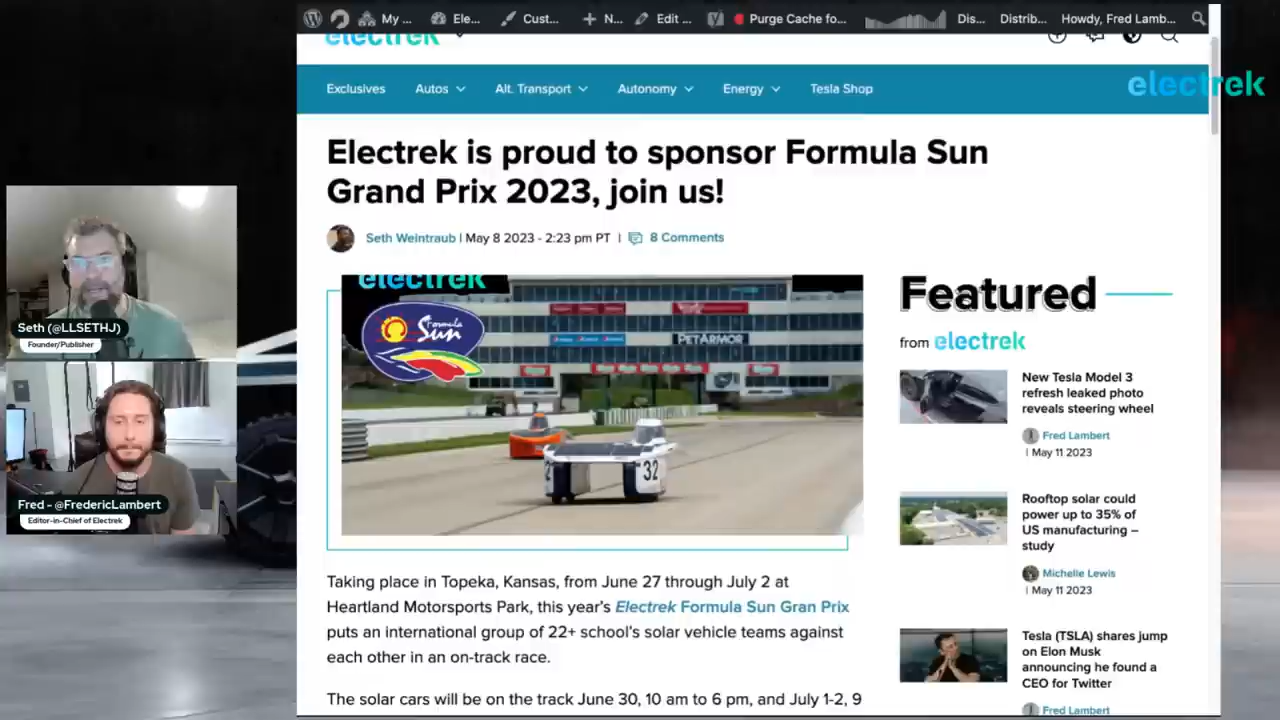 My ...
Ele...
Cust...
N...
Edit ...
Purge Cache fo...
Dis...
Distrib...
Howdy, Fred Lamb...
electrek
Exclusives
Autos
Alt. Transport
Autonomy
Energy
Tesla Shop
electrek
Electrek is proud to sponsor Formula Sun
Grand Prix 2023, join us!
Seth Weintraub | May 8 2023 - 2:23 pm PT | 8 Comments
electrek
Formula
Sun
PETARMOR
32
Taking place in Topeka, Kansas, from June 27 through July 2 at
Heartland Motorsports Park, this year’s Electrek Formula Sun Gran Prix
puts an international group of 22+ school’s solar vehicle teams against
each other in an on-track race.
The solar cars will be on the track June 30, 10 am to 6 pm, and July 1-2, 9
Featured
from electrek
New Tesla Model 3
refresh leaked photo
reveals steering wheel
Fred Lambert
| May 11 2023
Rooftop solar could
power up to 35% of
US manufacturing –
study
Michelle Lewis
| May 11 2023
Tesla (TSLA) shares jump
on Elon Musk
announcing he found a
CEO for Twitter
Fred Lambert
Seth (@LLSETHJ)
Founder/Publisher
Fred - @FredericLambert
Editor-in-Chief of Electrek